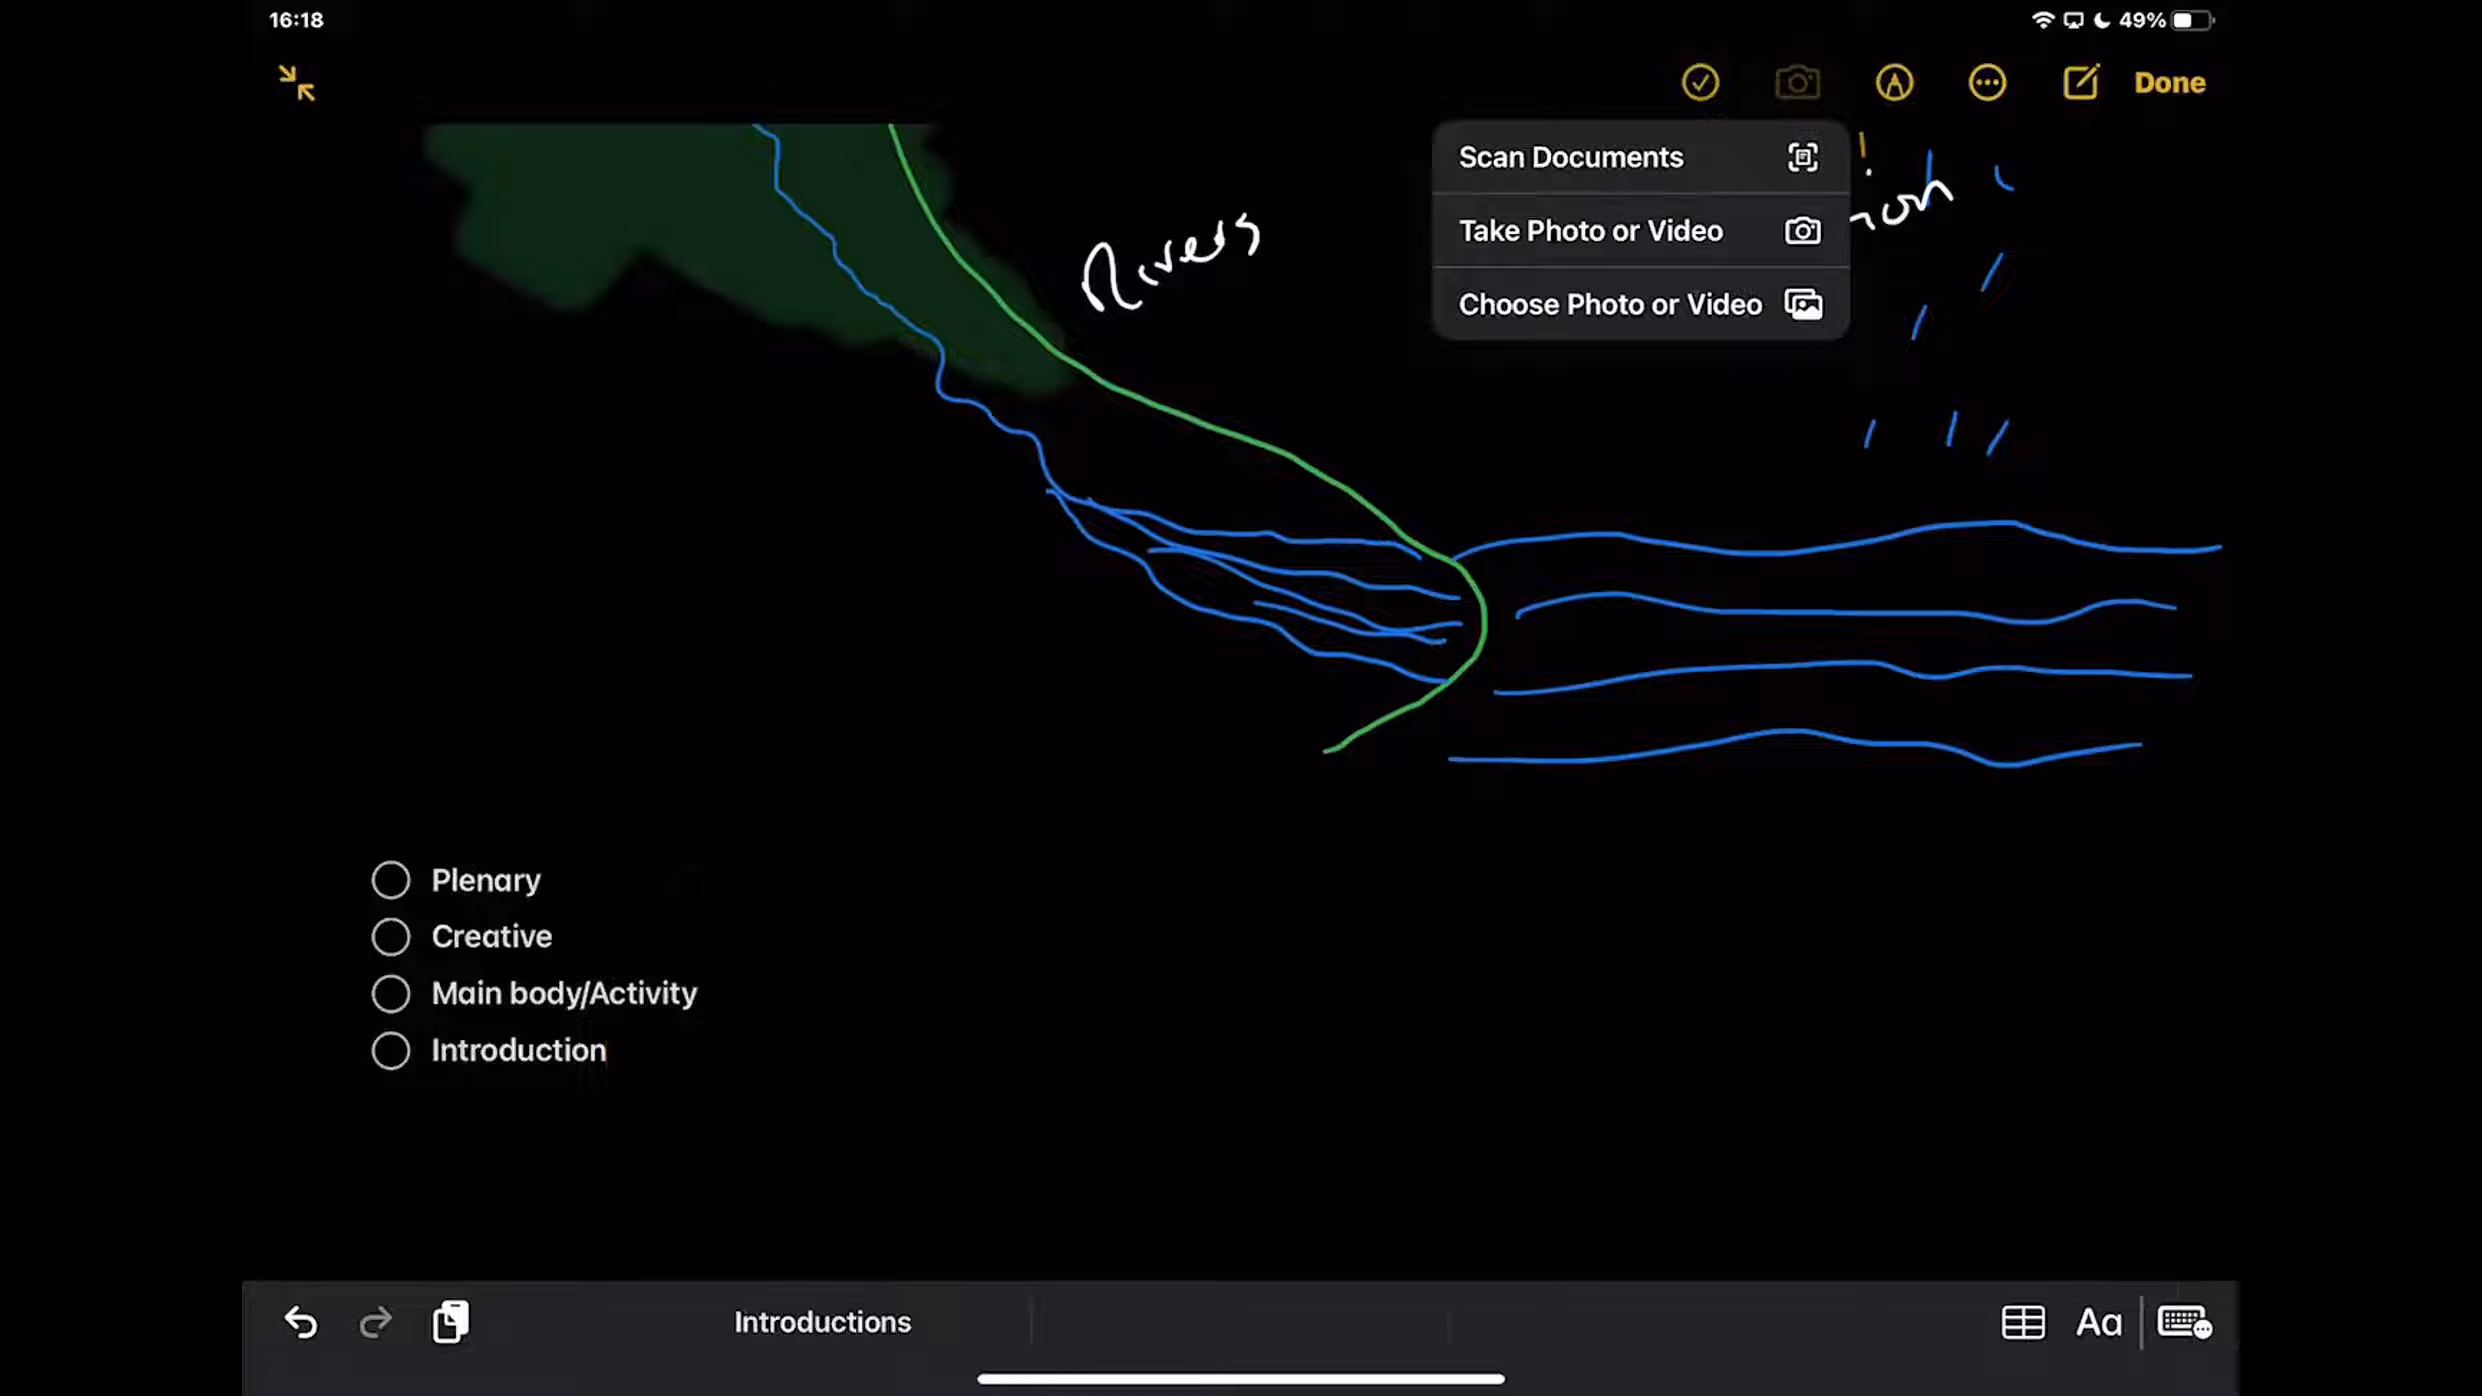 16:18
49%
Done
Scan Documents
Take Photo or Video
Choose Photo or Video
Rivers
Plenary
Creative
Main body/Activity
Introduction
Introductions
Aa